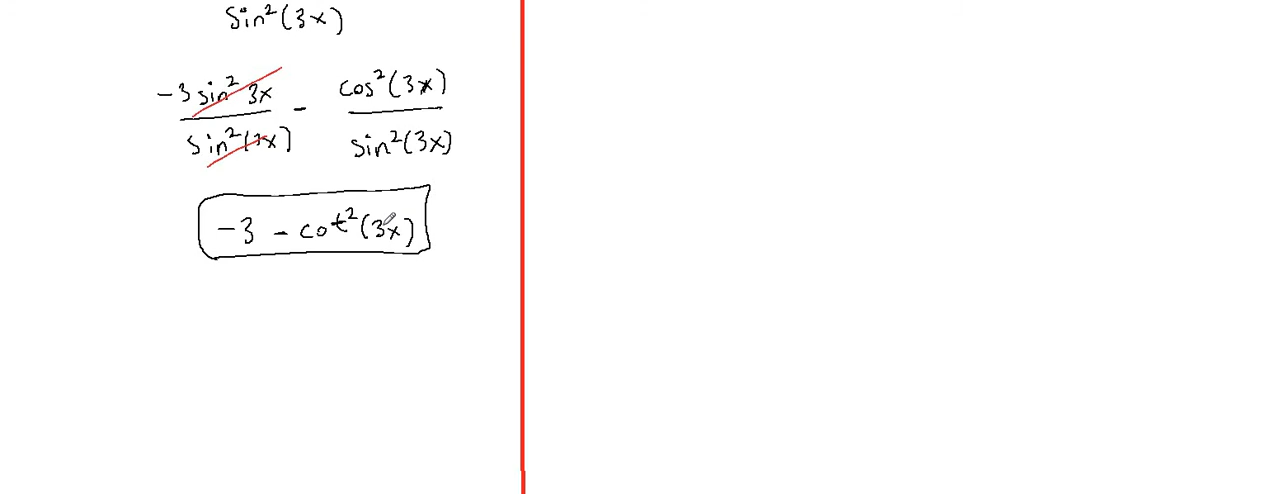 sin²(3x)
-3 sin² 3x / sin²(3x) - cos²(3x) / sin²(3x)
-3 - cot²(3x)